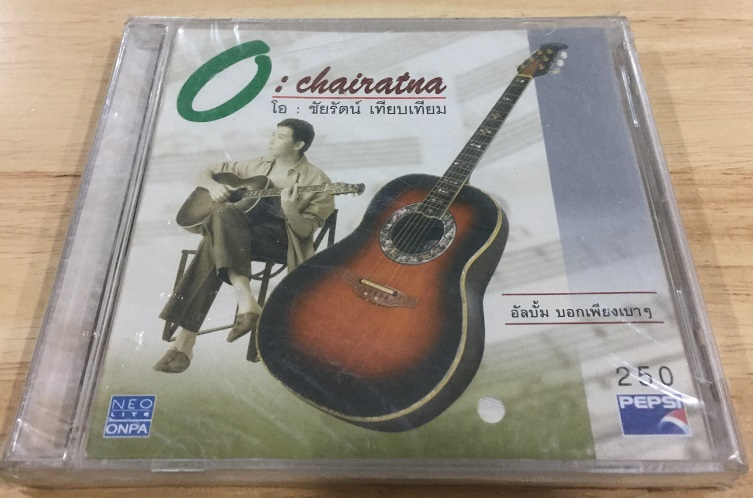 O : chairatna
โอ : ชัยรัตน์ เทียบเทียม
อัลบั้ม บอกเพียงเบาๆ
250
PEPSI
NEO
LITE
ONPA